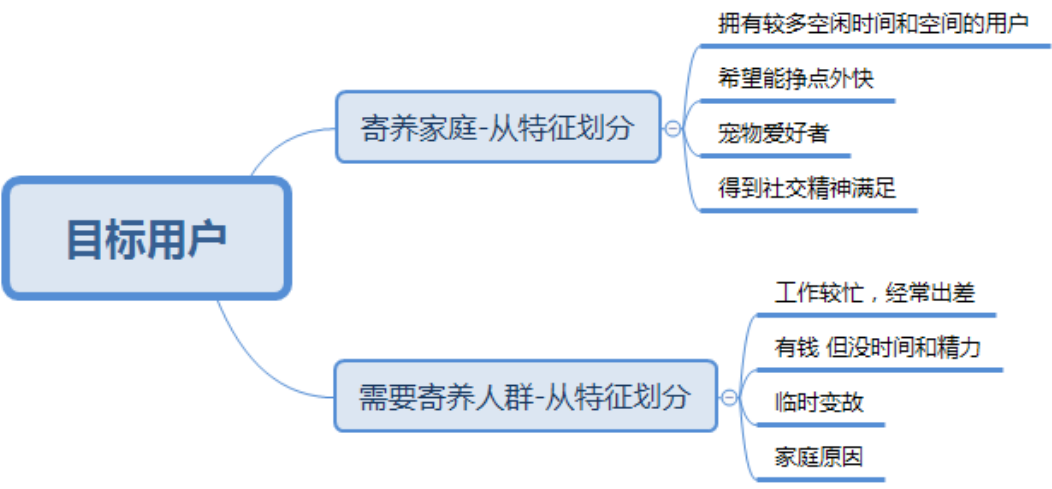 目标用户
寄养家庭-从特征划分
拥有较多空闲时间和空间的用户
希望能挣点外快
宠物爱好者
得到社交精神满足
需要寄养人群-从特征划分
工作较忙，经常出差
有钱 但没时间和精力
临时变故
家庭原因